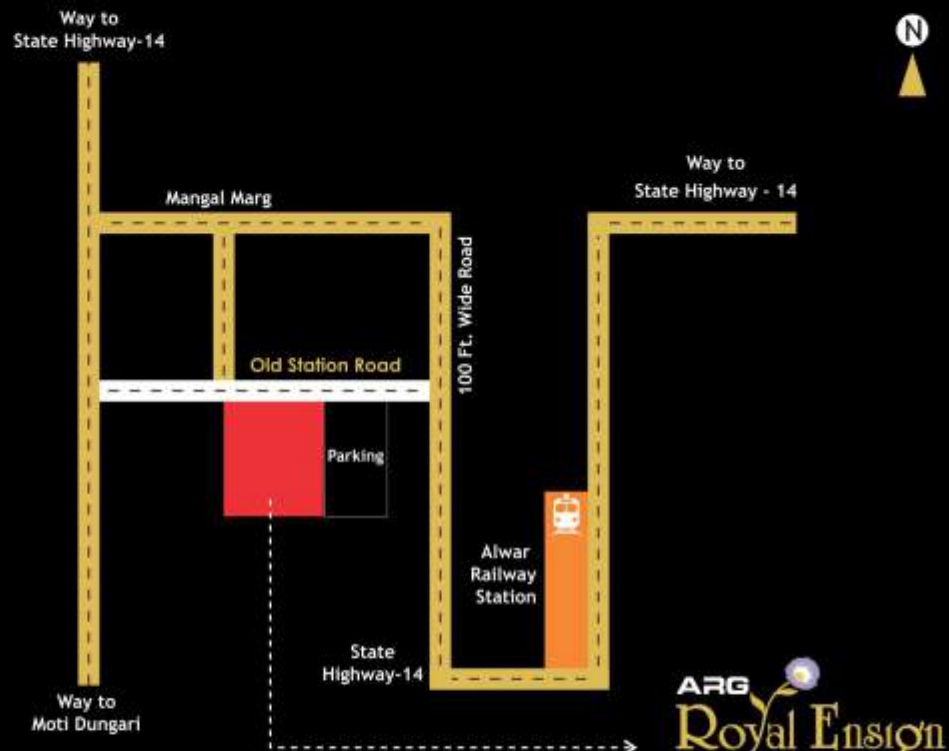 Way to
State Highway-14
N
Way to
State Highway - 14
Mangal Marg
100 Ft. Wide Road
Old Station Road
Parking
Alwar
Railway
Station
State
Highway-14
Way to
Moti Dungari
ARG
Royal Ensign